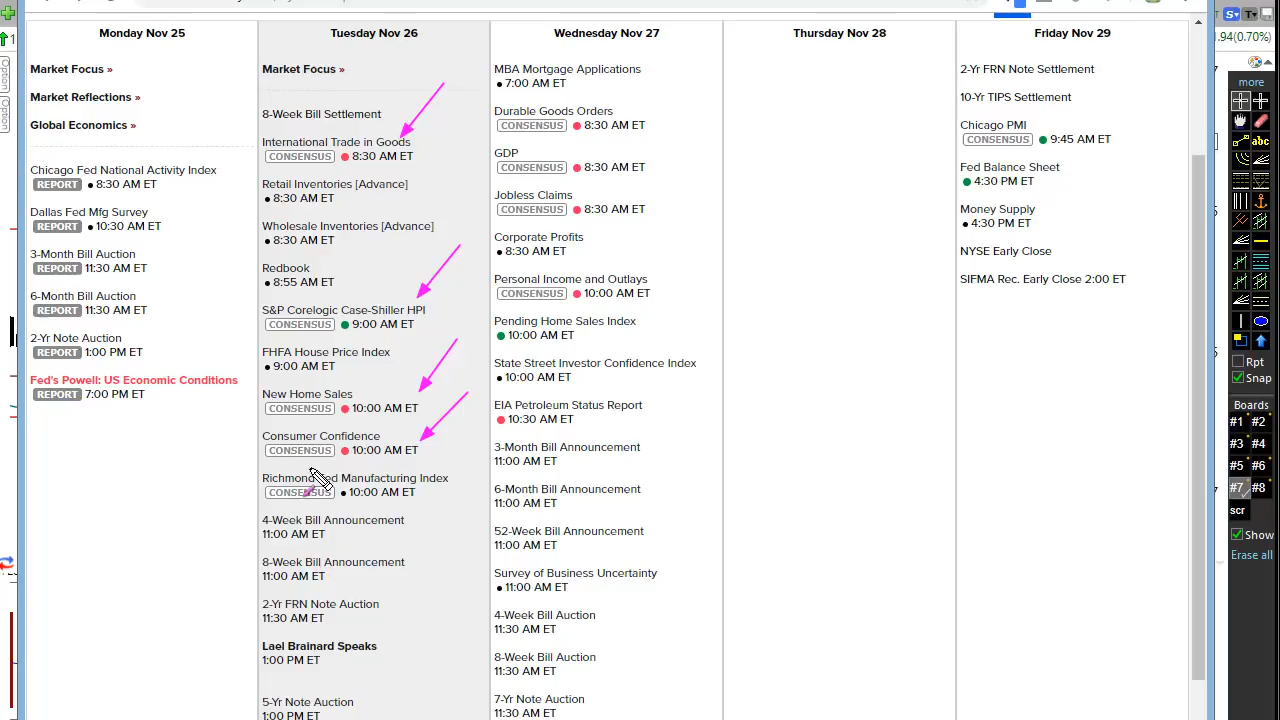 Monday Nov 25
Market Focus »
Market Reflections »
Global Economics »
Chicago Fed National Activity Index
REPORT • 8:30 AM ET
Dallas Fed Mfg Survey
REPORT • 10:30 AM ET
3-Month Bill Auction
REPORT 11:30 AM ET
6-Month Bill Auction
REPORT 11:30 AM ET
2-Yr Note Auction
REPORT 1:00 PM ET
Fed's Powell: US Economic Conditions
REPORT 7:00 PM ET
Tuesday Nov 26
Market Focus »
8-Week Bill Settlement
International Trade in Goods
CONSENSUS • 8:30 AM ET
Retail Inventories [Advance]
• 8:30 AM ET
Wholesale Inventories [Advance]
• 8:30 AM ET
Redbook
• 8:55 AM ET
S&P Corelogic Case-Shiller HPI
CONSENSUS • 9:00 AM ET
FHFA House Price Index
• 9:00 AM ET
New Home Sales
CONSENSUS • 10:00 AM ET
Consumer Confidence
CONSENSUS • 10:00 AM ET
Richmond Fed Manufacturing Index
CONSENSUS • 10:00 AM ET
4-Week Bill Announcement
11:00 AM ET
8-Week Bill Announcement
11:00 AM ET
2-Yr FRN Note Auction
11:30 AM ET
Lael Brainard Speaks
1:00 PM ET
5-Yr Note Auction
1:00 PM ET
Wednesday Nov 27
MBA Mortgage Applications
• 7:00 AM ET
Durable Goods Orders
CONSENSUS • 8:30 AM ET
GDP
CONSENSUS • 8:30 AM ET
Jobless Claims
CONSENSUS • 8:30 AM ET
Corporate Profits
• 8:30 AM ET
Personal Income and Outlays
CONSENSUS • 10:00 AM ET
Pending Home Sales Index
• 10:00 AM ET
State Street Investor Confidence Index
• 10:00 AM ET
EIA Petroleum Status Report
• 10:30 AM ET
3-Month Bill Announcement
11:00 AM ET
6-Month Bill Announcement
11:00 AM ET
52-Week Bill Announcement
11:00 AM ET
Survey of Business Uncertainty
• 11:00 AM ET
4-Week Bill Auction
11:30 AM ET
8-Week Bill Auction
11:30 AM ET
7-Yr Note Auction
11:30 AM ET
Thursday Nov 28
Friday Nov 29
2-Yr FRN Note Settlement
10-Yr TIPS Settlement
Chicago PMI
CONSENSUS • 9:45 AM ET
Fed Balance Sheet
• 4:30 PM ET
Money Supply
• 4:30 PM ET
NYSE Early Close
SIFMA Rec. Early Close 2:00 ET
1.94(0.70%)
more
abc
Rpt
Snap
Boards
#1 #2
#3 #4
#5 #6
#7 #8
scr
Show
Erase all
Option
Option